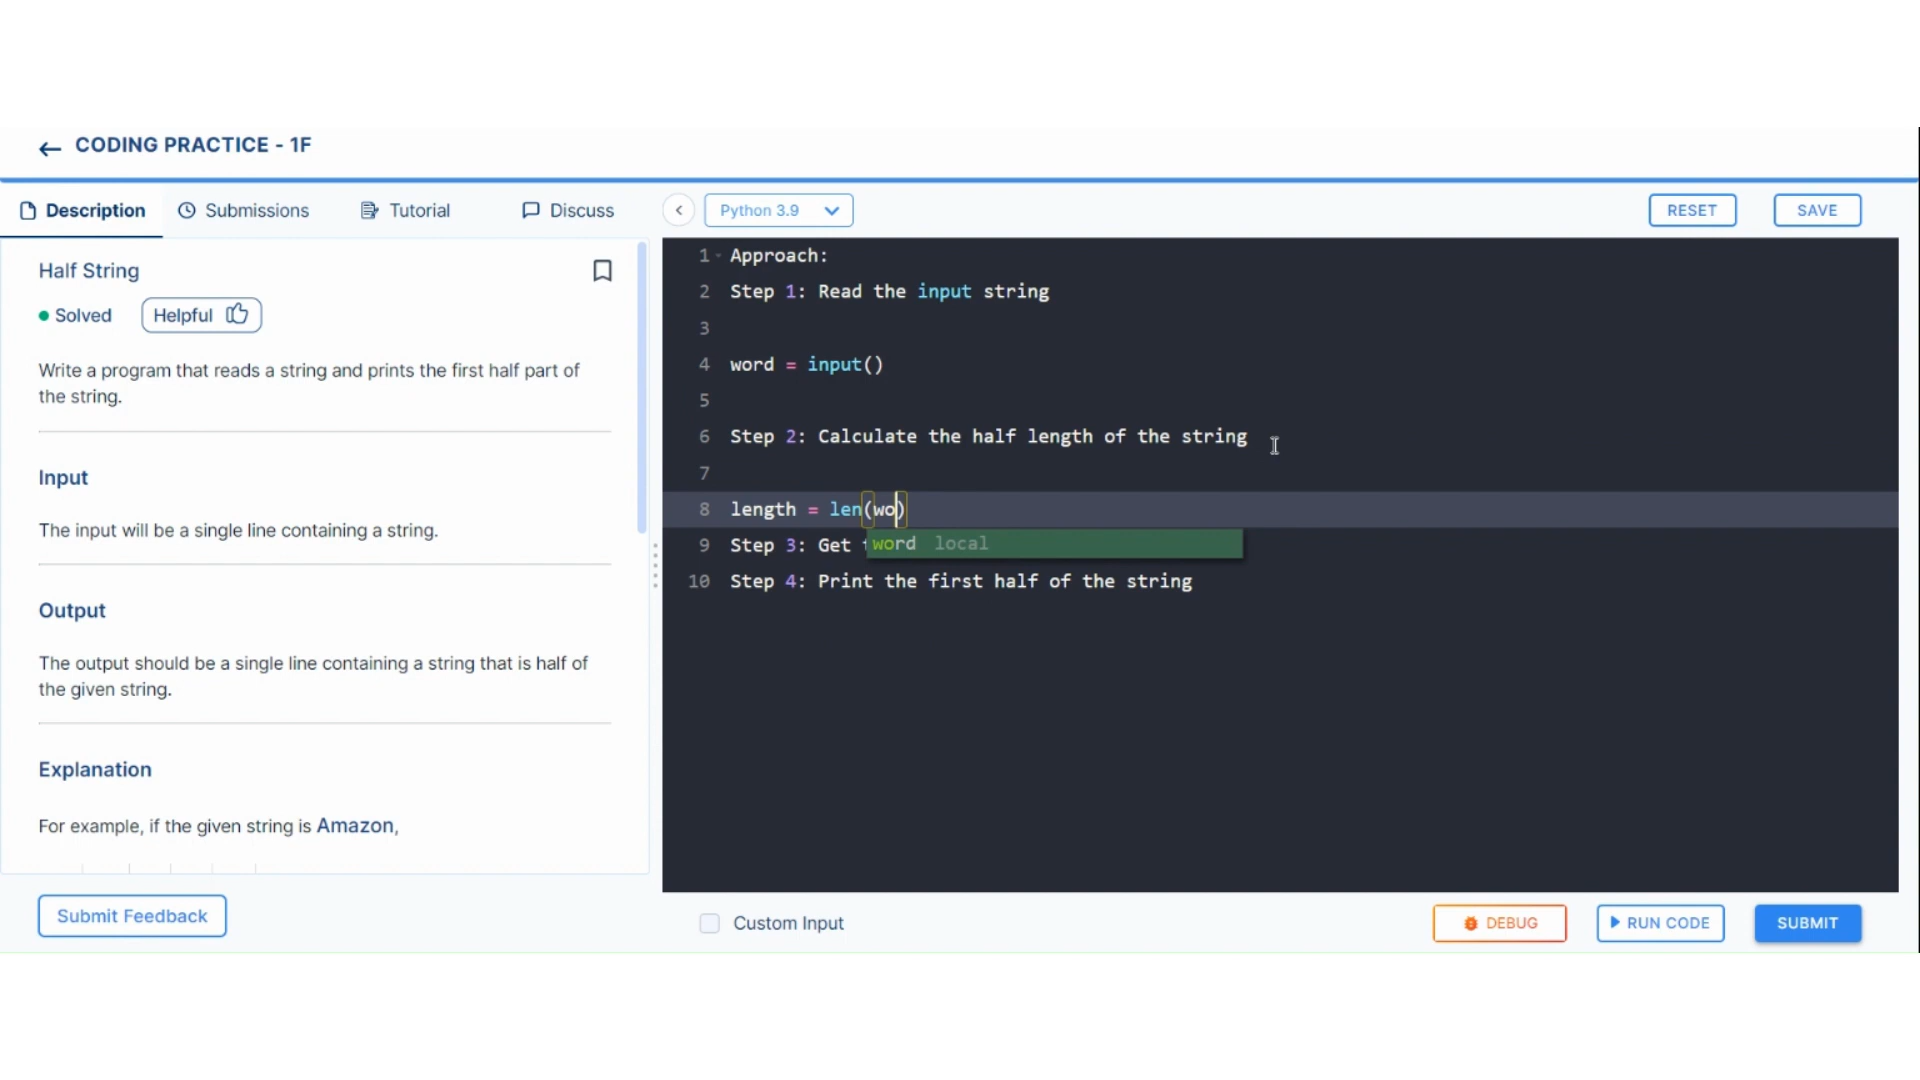 CODING PRACTICE - 1F
Description
Submissions
Tutorial
Discuss
Python 3.9
RESET
SAVE
Half String
Solved
Helpful
Write a program that reads a string and prints the first half part of
the string.
Input
The input will be a single line containing a string.
Output
The output should be a single line containing a string that is half of
the given string.
Explanation
For example, if the given string is Amazon,
Submit Feedback
1 Approach:
2 Step 1: Read the input string
3
4 word = input()
5
6 Step 2: Calculate the half length of the string
7
8 length = len(wo)
word local
9 Step 3: Get
10 Step 4: Print the first half of the string
Custom Input
DEBUG
RUN CODE
SUBMIT